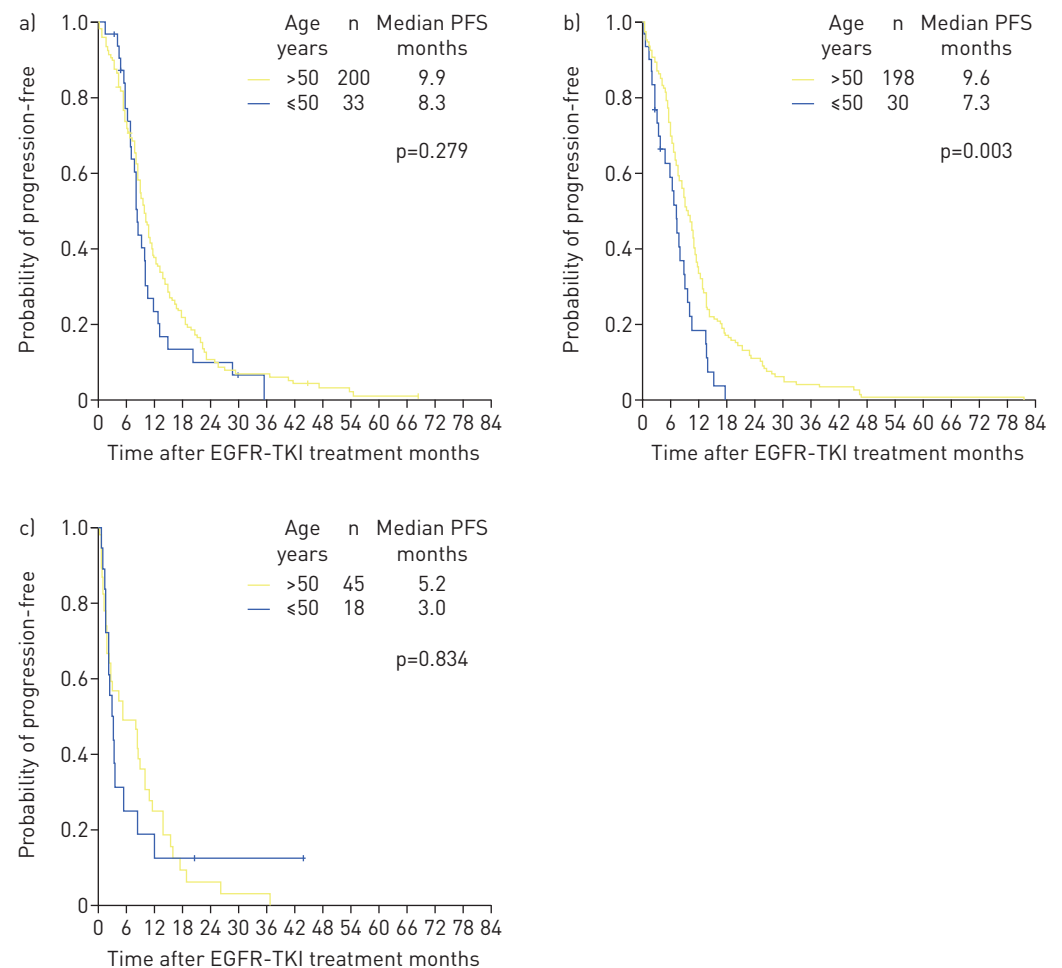 a)
Age n Median PFS
years months
>50 200 9.9
≤50 33 8.3
p=0.279
Probability of progression-free
1.0
0.8
0.6
0.4
0.2
0
0 6 12 18 24 30 36 42 48 54 60 66 72 78 84
Time after EGFR-TKI treatment months
b)
Age n Median PFS
years months
>50 198 9.6
≤50 30 7.3
p=0.003
Probability of progression-free
1.0
0.8
0.6
0.4
0.2
0
0 6 12 18 24 30 36 42 48 54 60 66 72 78 84
Time after EGFR-TKI treatment months
c)
Age n Median PFS
years months
>50 45 5.2
≤50 18 3.0
p=0.834
Probability of progression-free
1.0
0.8
0.6
0.4
0.2
0
0 6 12 18 24 30 36 42 48 54 60 66 72 78 84
Time after EGFR-TKI treatment months